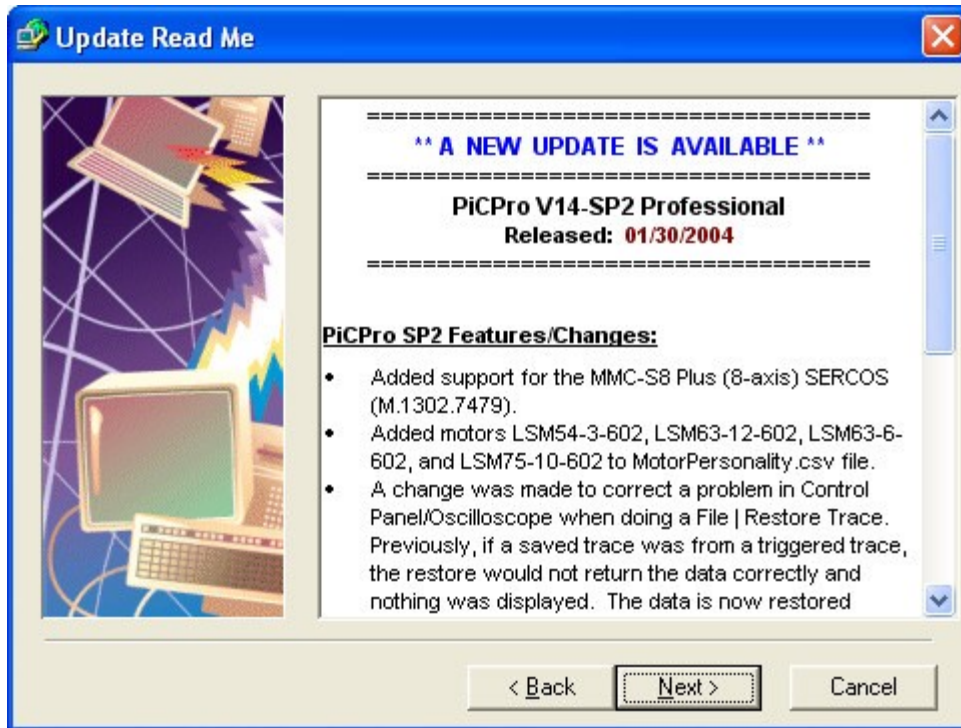 Update Read Me
=======================================
** A NEW UPDATE IS AVAILABLE **
=======================================
PiCPro V14-SP2 Professional
Released: 01/30/2004
=======================================
PiCPro SP2 Features/Changes:
• Added support for the MMC-S8 Plus (8-axis) SERCOS
(M.1302.7479).
• Added motors LSM54-3-602, LSM63-12-602, LSM63-6-
602, and LSM75-10-602 to MotorPersonality.csv file.
• A change was made to correct a problem in Control
Panel/Oscilloscope when doing a File | Restore Trace.
Previously, if a saved trace was from a triggered trace,
the restore would not return the data correctly and
nothing was displayed. The data is now restored
< Back Next > Cancel